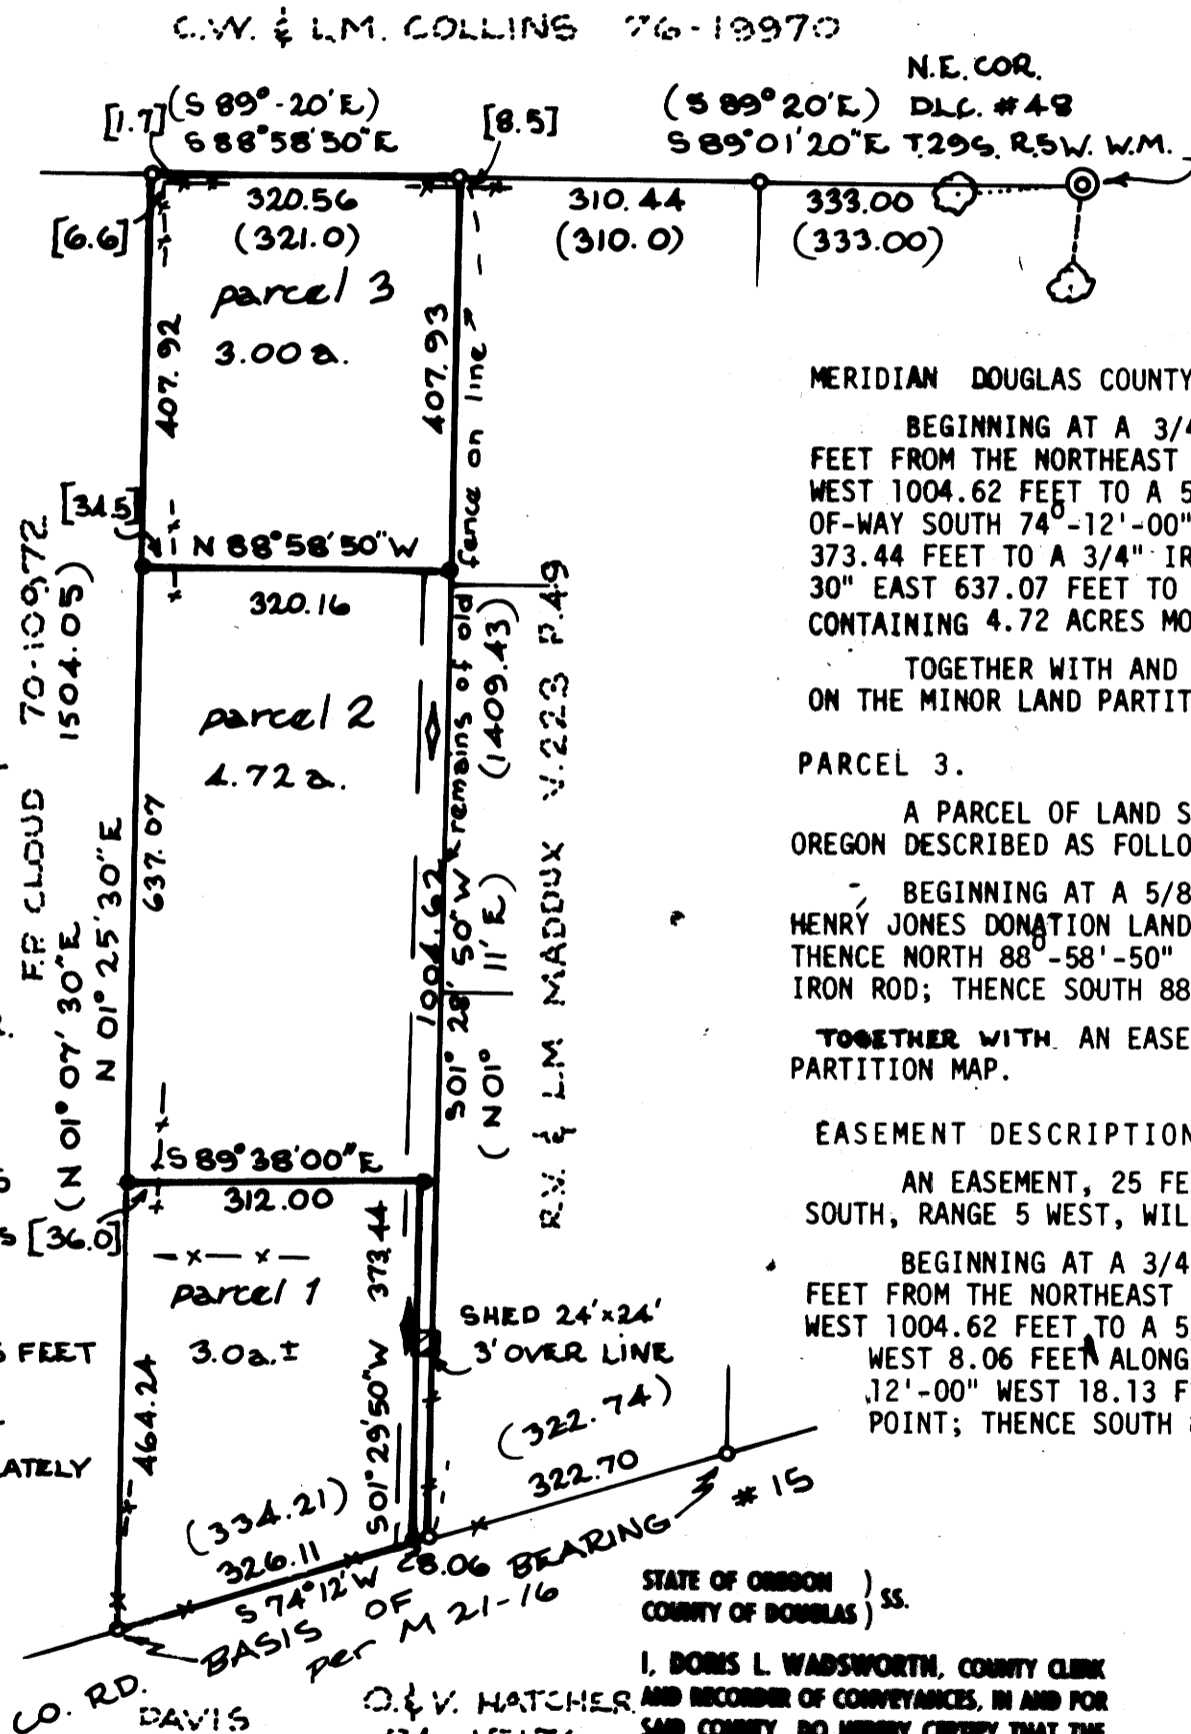 C.W. & L.M. COLLINS 76-19970
N.E. COR.
DLC. #48
T.29S. R.5W. W.M.
[1.7] (S 89°-20'E)
S 88°58'50"E
[8.5]
(S 89°20'E)
S 89°01'20"E
320.56
(321.0)
310.44
(310.0)
333.00
(333.00)
[6.6]
parcel 3
3.00 a.
407.92
407.93
[34.5]
N 88°58'50"W
320.16
remains of old fence on line
F.P. CLOUD 70-10972
(N 01° 07' 30"E 1504.05)
N 01° 25' 30"E
parcel 2
4.72 a.
637.07
1004.62
S01° 28' 50"W
(N01° 11' E) (1409.43)
R.V. & L.M MADDUX V.223 P.49
S 89°38'00"E
312.00
[36.0]
parcel 1
3.0a.±
373.44
S01°29'50"W
464.24
SHED 24'x24'
3' OVER LINE
(322.74)
322.70
#15
(334.21)
326.11
S 74°12'W
8.06
BASIS OF BEARING
per M 21-16
CO. RD.
DAVIS
O. & V. HATCHER
S FEET
ATELY
MERIDIAN DOUGLAS COUNTY
BEGINNING AT A 3/4
FEET FROM THE NORTHEAST
WEST 1004.62 FEET TO A 5
OF-WAY SOUTH 74°-12'-00"
373.44 FEET TO A 3/4" IR
30" EAST 637.07 FEET TO
CONTAINING 4.72 ACRES MO
TOGETHER WITH AND
ON THE MINOR LAND PARTIT
PARCEL 3.
A PARCEL OF LAND S
OREGON DESCRIBED AS FOLLO
BEGINNING AT A 5/8
HENRY JONES DONATION LAND
THENCE NORTH 88°-58'-50"
IRON ROD; THENCE SOUTH 88
TOGETHER WITH AN EASE
PARTITION MAP.
EASEMENT DESCRIPTION
AN EASEMENT, 25 FE
SOUTH, RANGE 5 WEST, WIL
BEGINNING AT A 3/4
FEET FROM THE NORTHEAST
WEST 1004.62 FEET TO A 5
WEST 8.06 FEET ALONG
12'-00" WEST 18.13 F
POINT; THENCE SOUTH
STATE OF OREGON )
COUNTY OF DOUGLAS ) SS.
I, DORIS L. WADSWORTH, COUNTY CLERK
AND RECORDER OF CONVEYANCES, IN AND FOR
SAID COUNTY, DO HEREBY CERTIFY THAT THE